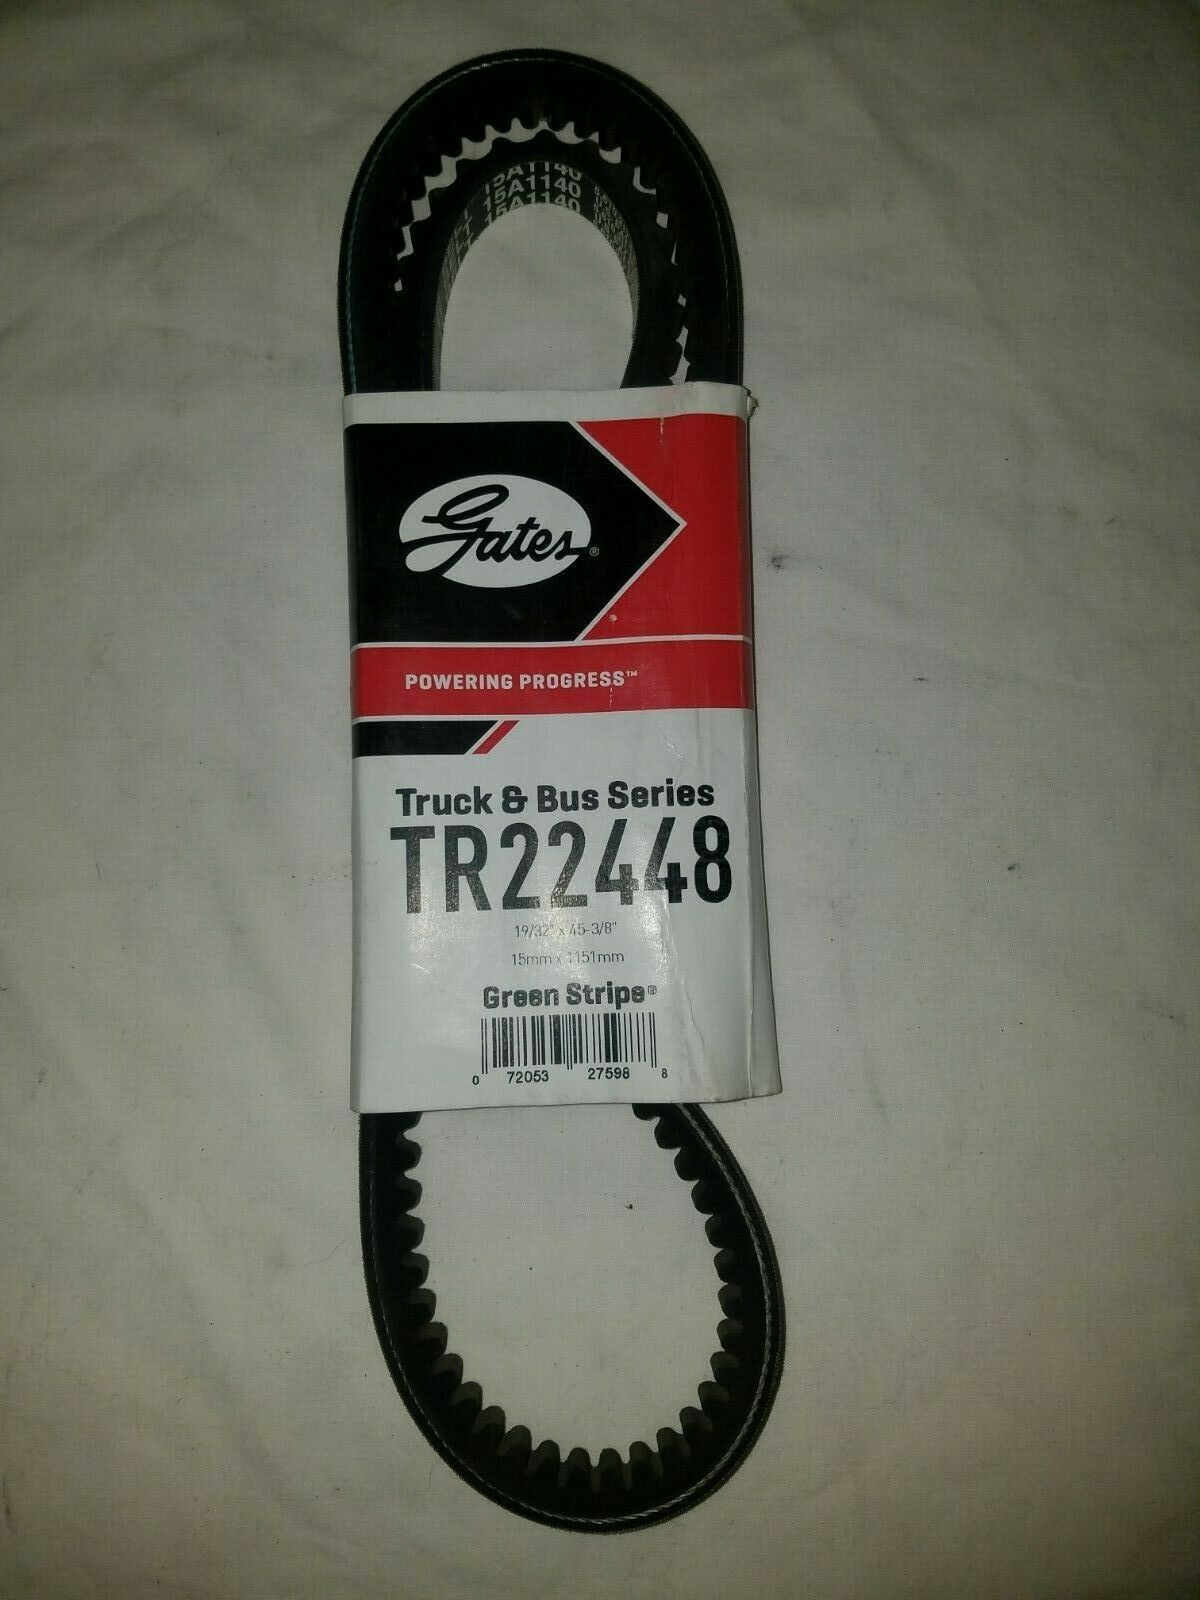 15A1140
15A1140
15A1140
Gates®
POWERING PROGRESS™
Truck & Bus Series
TR22448
19/32" x 45-3/8"
15mm x 1151mm
Green Stripe®
0 72053 27598 8